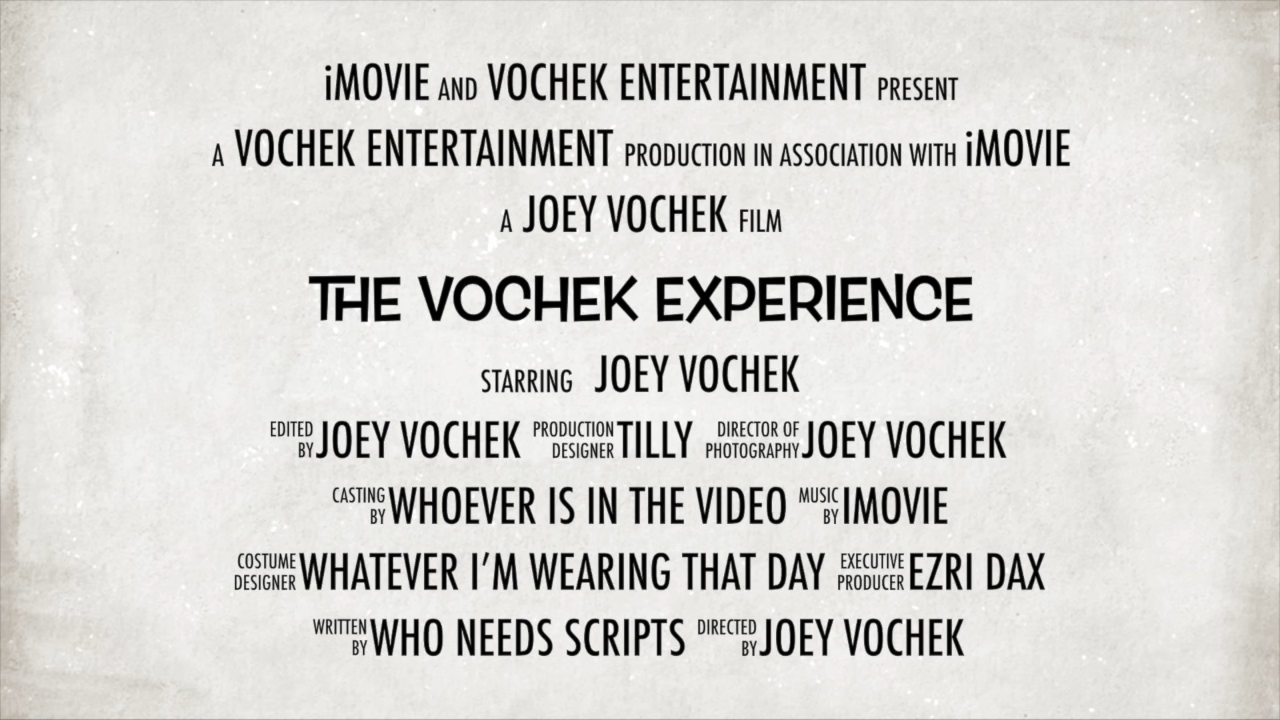 iMOVIE AND VOCHEK ENTERTAINMENT PRESENT
A VOCHEK ENTERTAINMENT PRODUCTION IN ASSOCIATION WITH iMOVIE
A JOEY VOCHEK FILM
THE VOCHEK EXPERIENCE
STARRING JOEY VOCHEK
EDITED BY JOEY VOCHEK PRODUCTION DESIGNER TILLY DIRECTOR OF PHOTOGRAPHY JOEY VOCHEK
CASTING BY WHOEVER IS IN THE VIDEO MUSIC BY IMOVIE
COSTUME DESIGNER WHATEVER I'M WEARING THAT DAY EXECUTIVE PRODUCER EZRI DAX
WRITTEN BY WHO NEEDS SCRIPTS DIRECTED BY JOEY VOCHEK